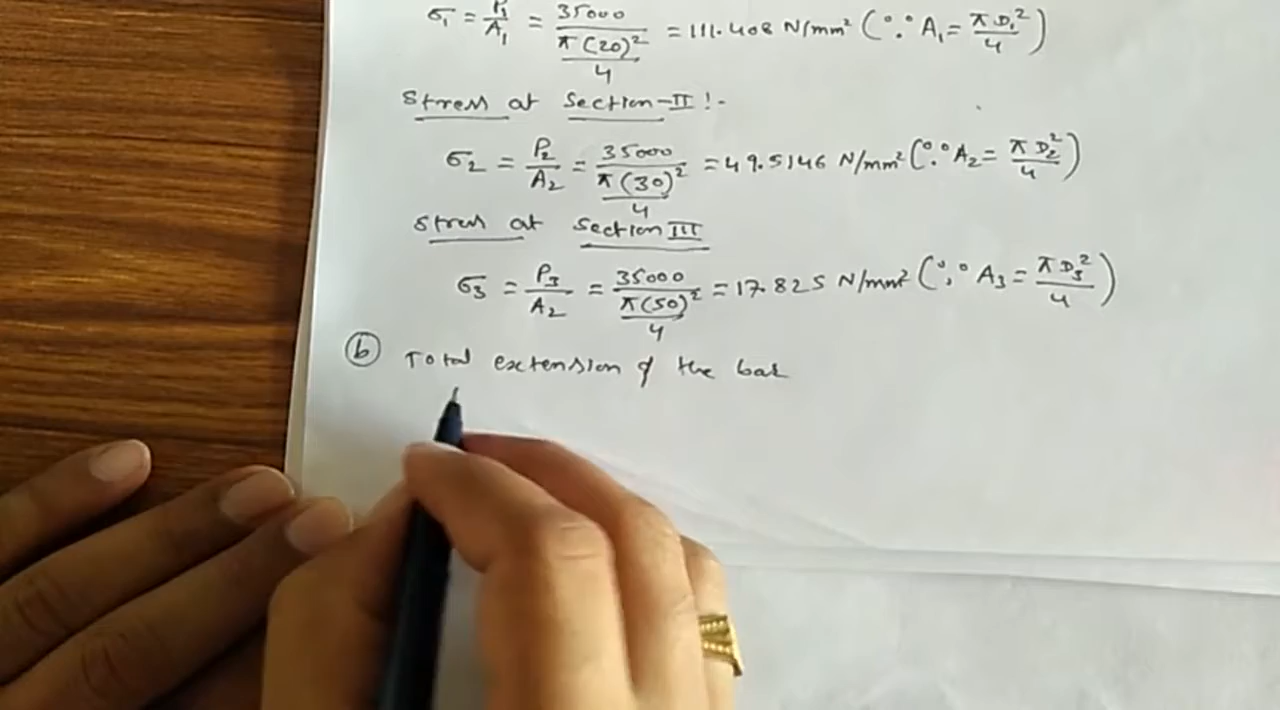 σ₁ = P₁/A₁ = 35000/(π(20)²/4) = 111.408 N/mm² (∵ A₁ = πD₁²/4)
Stress at Section-II :-
σ₂ = P₂/A₂ = 35000/(π(30)²/4) = 49.5146 N/mm² (∵ A₂ = πD₂²/4)
Stress at Section III
σ₃ = P₃/A₂ = 35000/(π(50)²/4) = 17.825 N/mm² (∵ A₃ = πD₃²/4)
(b) Total extension of the bar